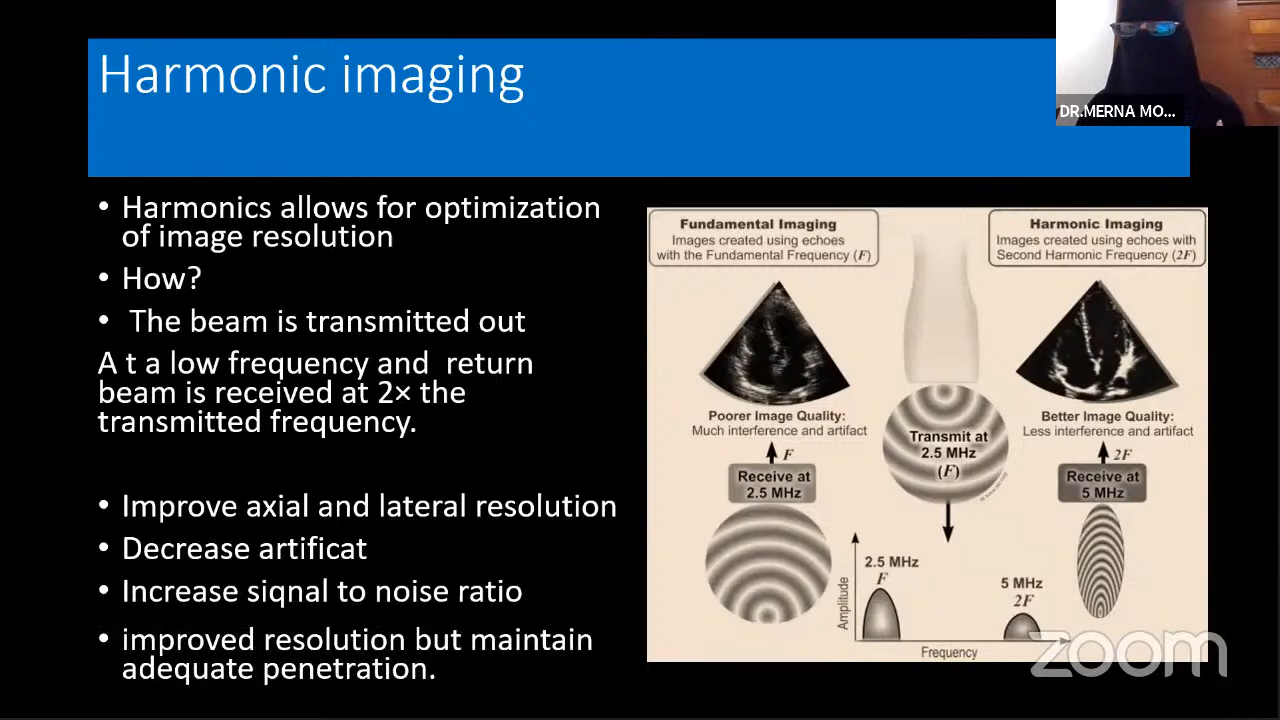 Harmonic imaging
DR.MERNA MO...
• Harmonics allows for optimization
of image resolution
• How?
• The beam is transmitted out
A t a low frequency and return
beam is received at 2× the
transmitted frequency.
• Improve axial and lateral resolution
• Decrease artificat
• Increase siqnal to noise ratio
• improved resolution but maintain
adequate penetration.
Fundamental Imaging
Images created using echoes
with the Fundamental Frequency (F)
Harmonic Imaging
Images created using echoes with
Second Harmonic Frequency (2F)
Poorer Image Quality:
Much interference and artifact
Better Image Quality:
Less interference and artifact
Transmit at
2.5 MHz
(F)
F
Receive at
2.5 MHz
2F
Receive at
5 MHz
2.5 MHz
F
5 MHz
2F
Amplitude
Frequency
zoom